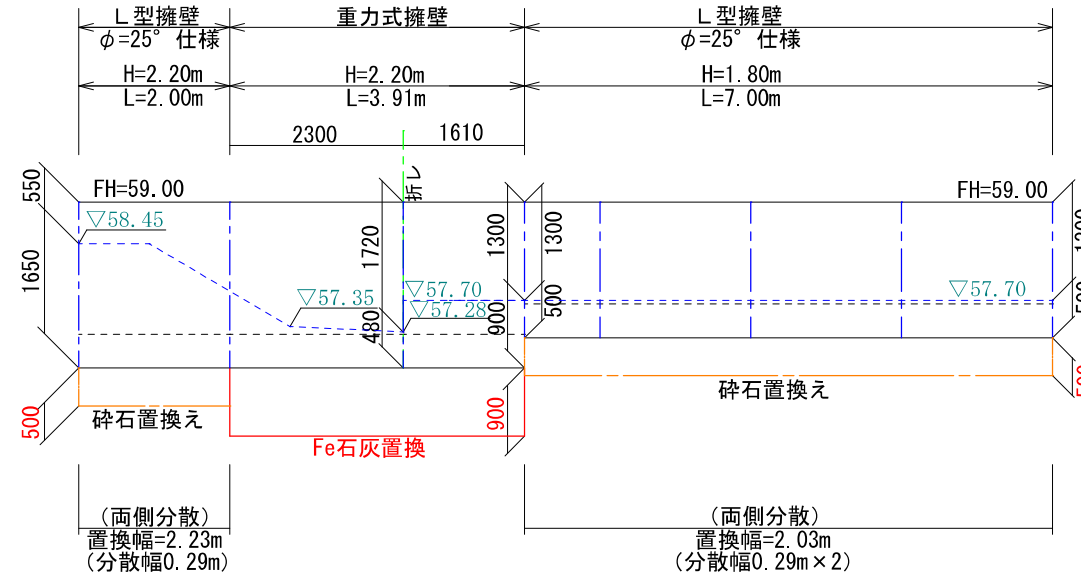 L型擁壁
重力式擁壁
L型擁壁
φ=25° 仕様
φ=25° 仕様
H=2.20m
H=2.20m
H=1.80m
L=2.00m
L=3.91m
L=7.00m
2300
1610
折レ
550
FH=59.00
FH=59.00
▽58.45
1650
1720
1300
1300
1300
▽57.35
▽57.70
▽57.28
▽57.70
480
900
500
500
碎石置換え
碎石置換え
500
900
500
Fe石灰置換
(両側分散)
置換幅=2.23m
(分散幅0.29m)
(両側分散)
置換幅=2.03m
(分散幅0.29m×2)